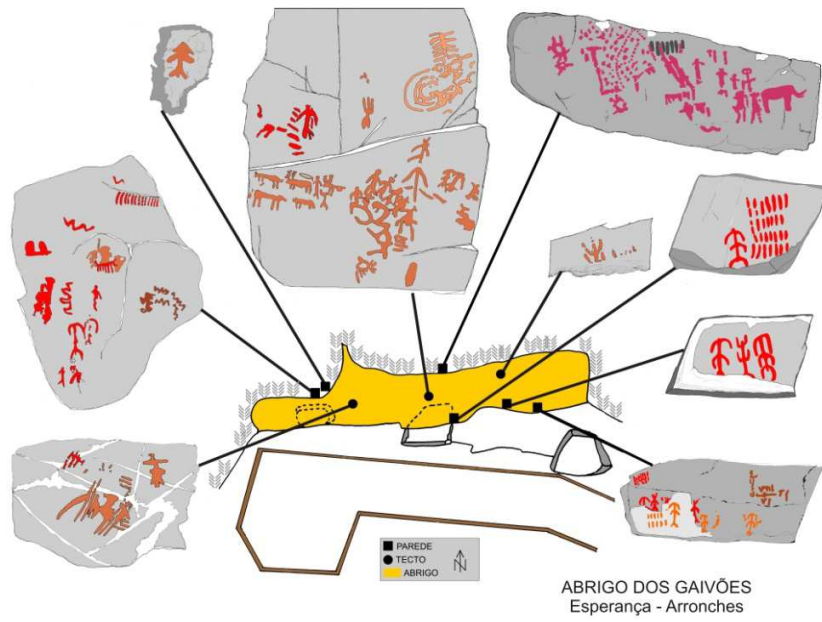 PAREDE
TECTO
ABRIGO
N
ABRIGO DOS GAIVÕES
Esperança - Arronches